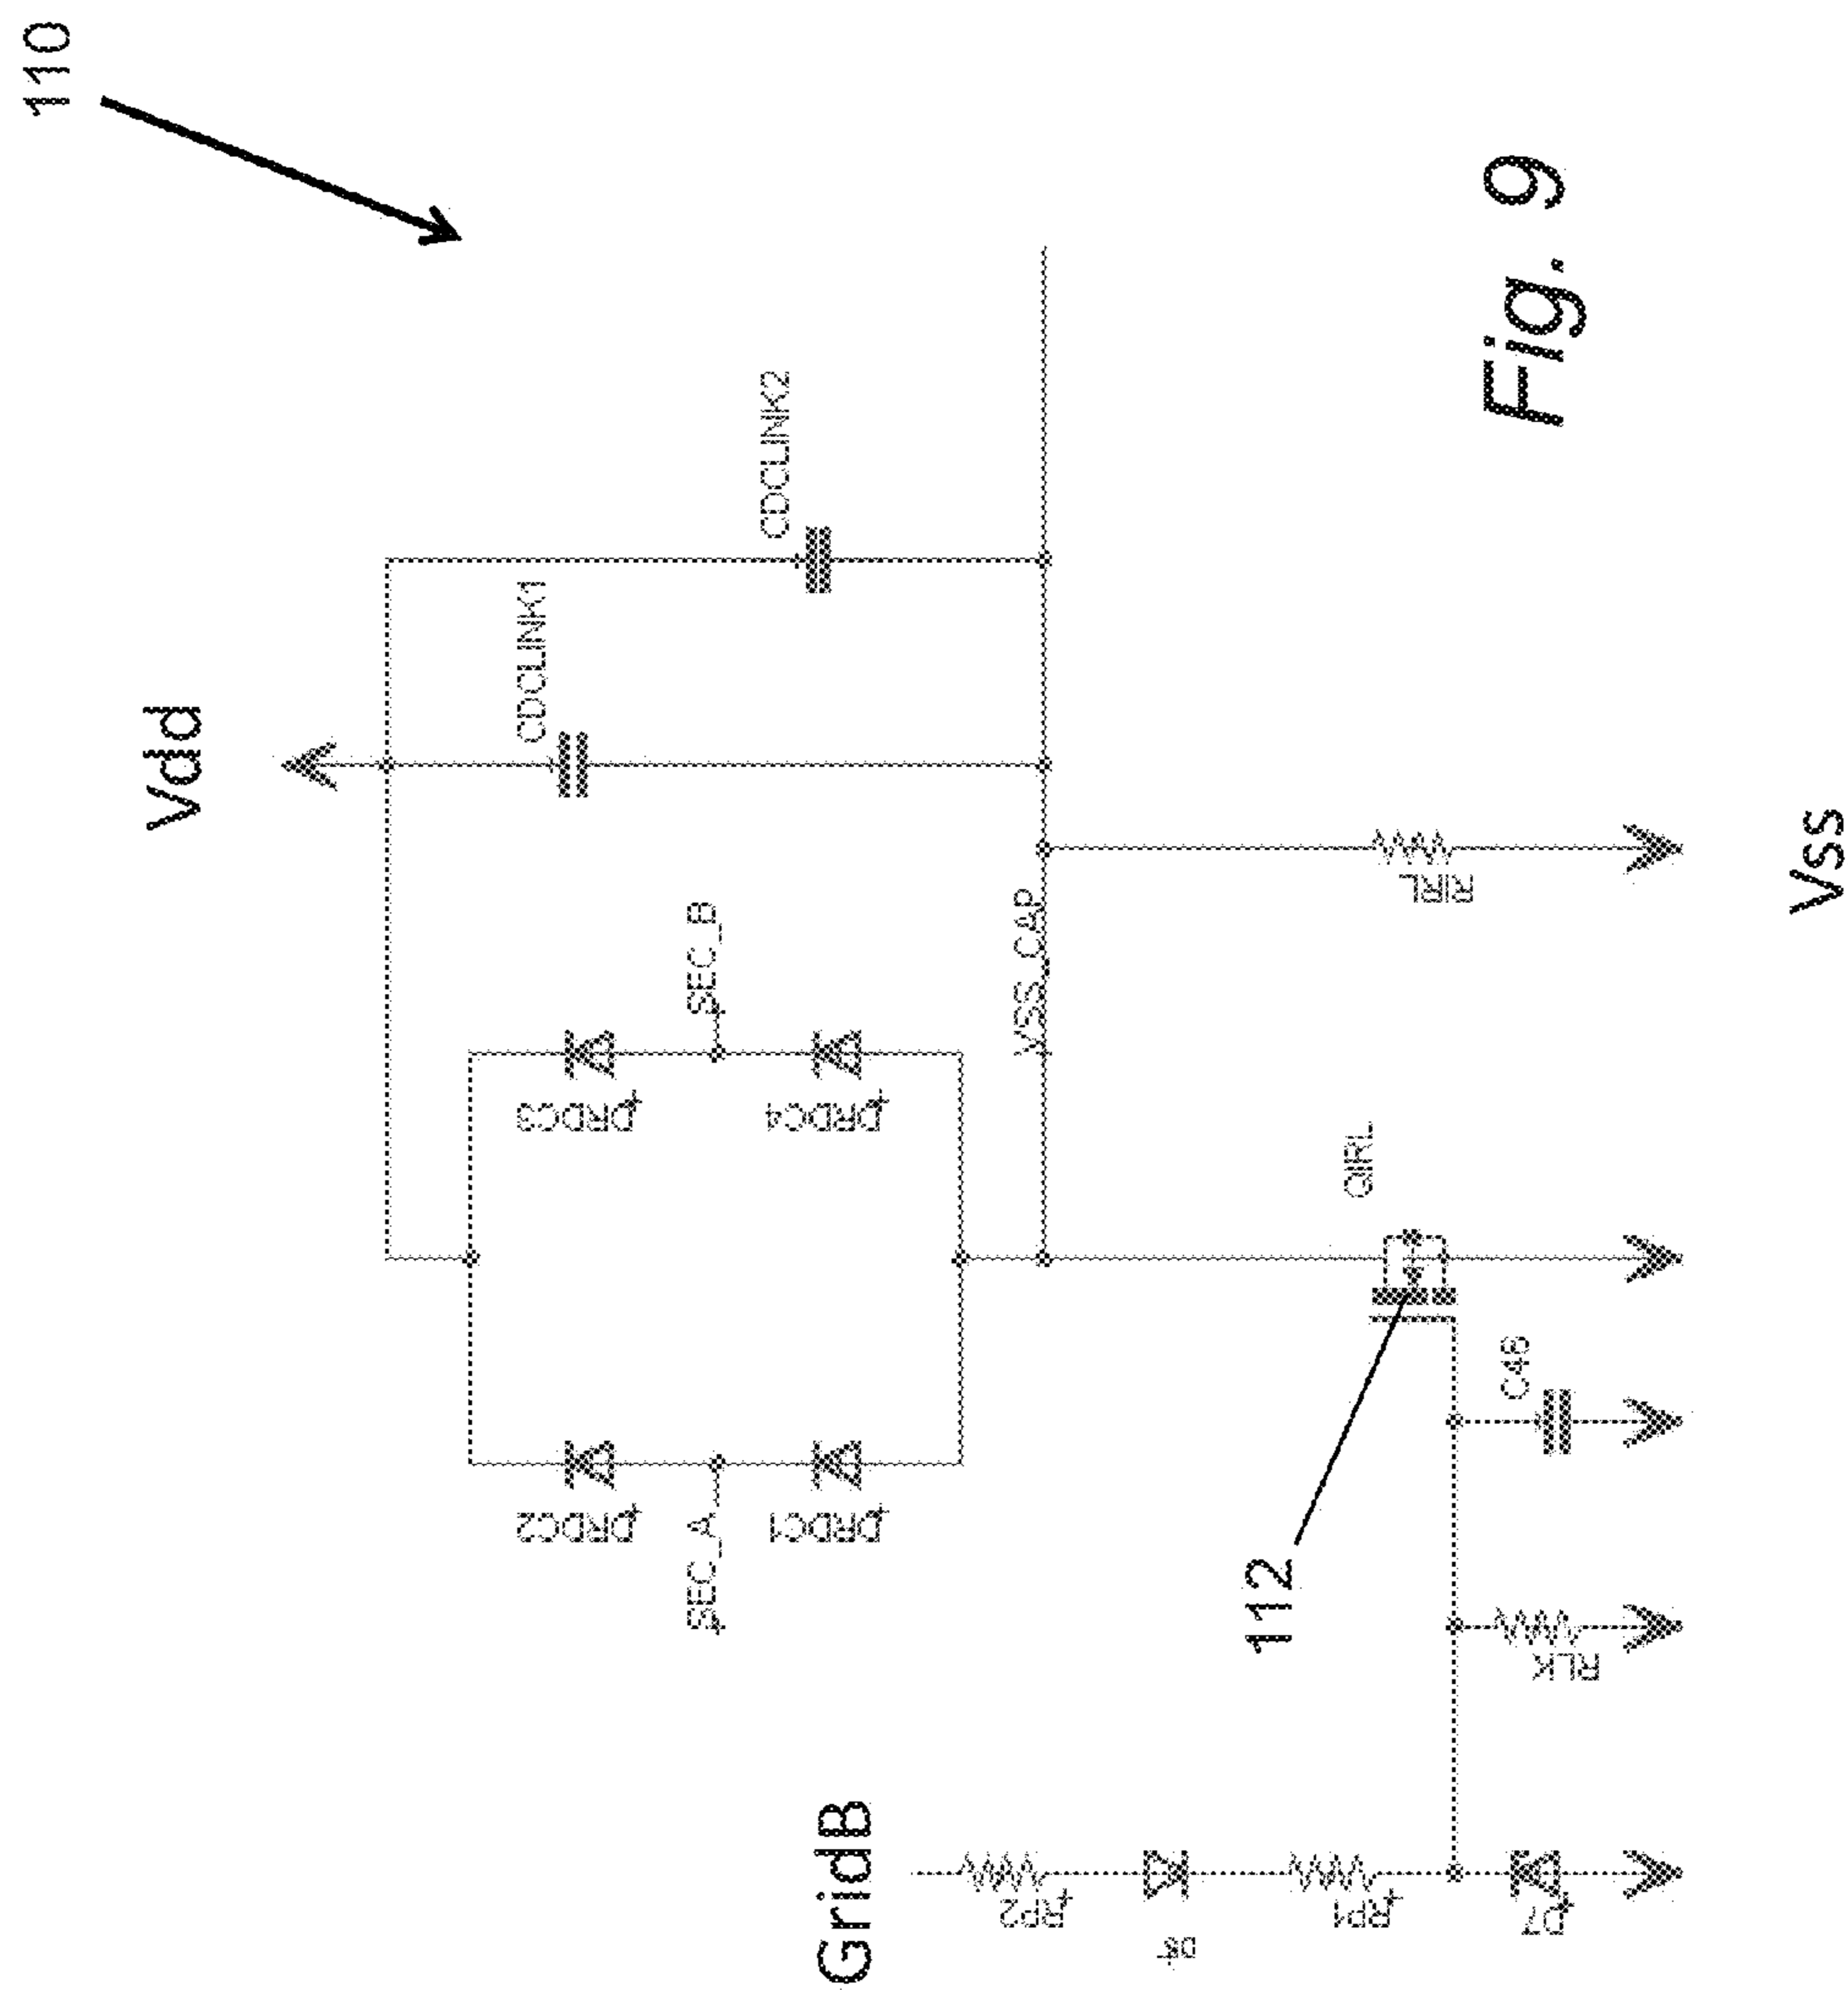 110
Vdd
CDCLINK1
CDCLINK2
DRDC2
DRDC3
SEC_A
SEC_B
DRDC1
DRDC4
VSS_CAP
GridB
RP2
D8
RP1
D7
RLK
C46
112
QIRL
RIRL
Vss
Fig. 9